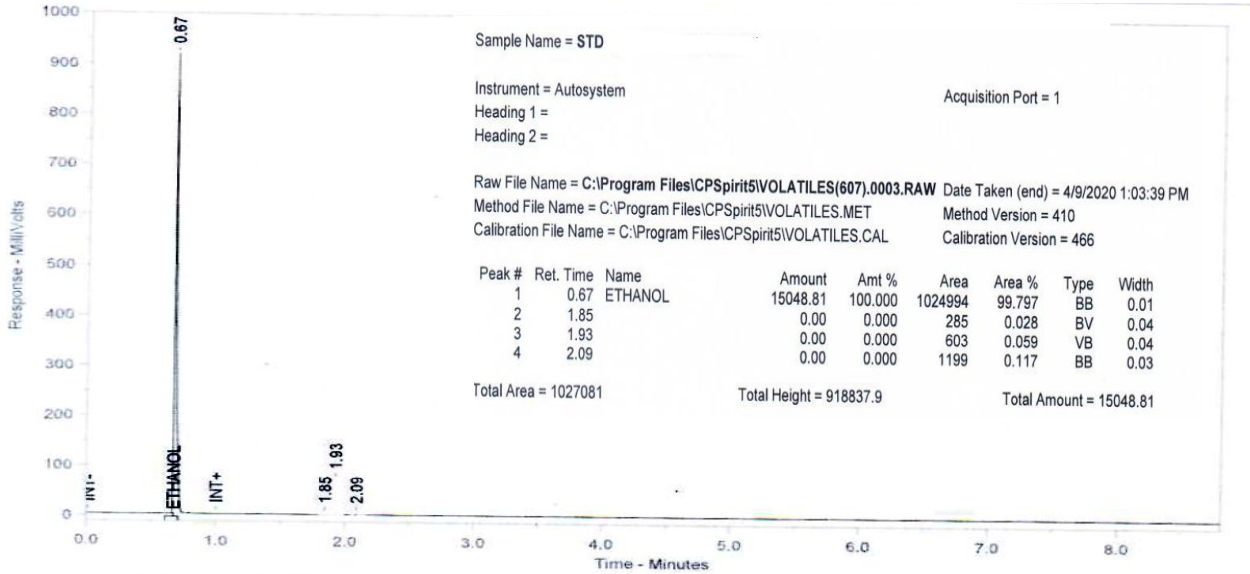 1000
900
800
700
600
500
400
300
200
100
0
Response - MilliVolts
0.67
ETHANOL
INT-
INT+
1.85
1.93
2.09
0.0 1.0 2.0 3.0 4.0 5.0 6.0 7.0 8.0
Time - Minutes
Sample Name = STD
Instrument = Autosystem Acquisition Port = 1
Heading 1 =
Heading 2 =
Raw File Name = C:\Program Files\CPSpirit5\VOLATILES(607).0003.RAW Date Taken (end) = 4/9/2020 1:03:39 PM
Method File Name = C:\Program Files\CPSpirit5\VOLATILES.MET Method Version = 410
Calibration File Name = C:\Program Files\CPSpirit5\VOLATILES.CAL Calibration Version = 466
Peak # Ret. Time Name Amount Amt % Area Area % Type Width
1 0.67 ETHANOL 15048.81 100.000 1024994 99.797 BB 0.01
2 1.85 0.00 0.000 285 0.028 BV 0.04
3 1.93 0.00 0.000 603 0.059 VB 0.04
4 2.09 0.00 0.000 1199 0.117 BB 0.03
Total Area = 1027081 Total Height = 918837.9 Total Amount = 15048.81